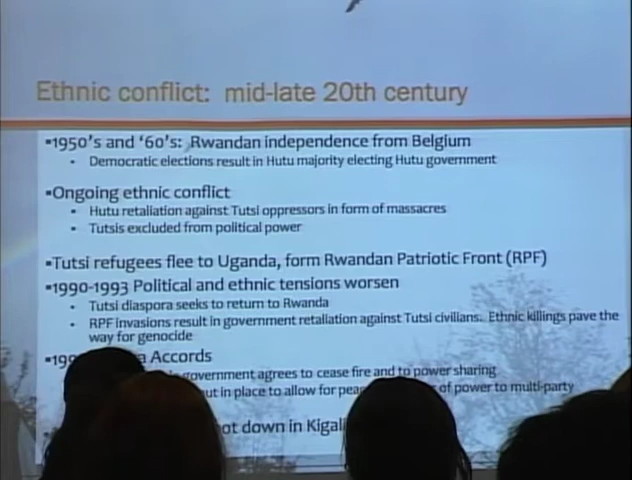 Ethnic conflict: mid-late 20th century
▪1950's and '60's: Rwandan independence from Belgium
▪ Democratic elections result in Hutu majority electing Hutu government
▪Ongoing ethnic conflict
▪ Hutu retaliation against Tutsi oppressors in form of massacres
▪ Tutsis excluded from political power
▪Tutsi refugees flee to Uganda, form Rwandan Patriotic Front (RPF)
▪1990-1993 Political and ethnic tensions worsen
▪ Tutsi diaspora seeks to return to Rwanda
▪ RPF invasions result in government retaliation against Tutsi civilians. Ethnic killings pave the
way for genocide
Accords
government agrees to cease fire and to power sharing
in place to allow for of power to multi-party
down in